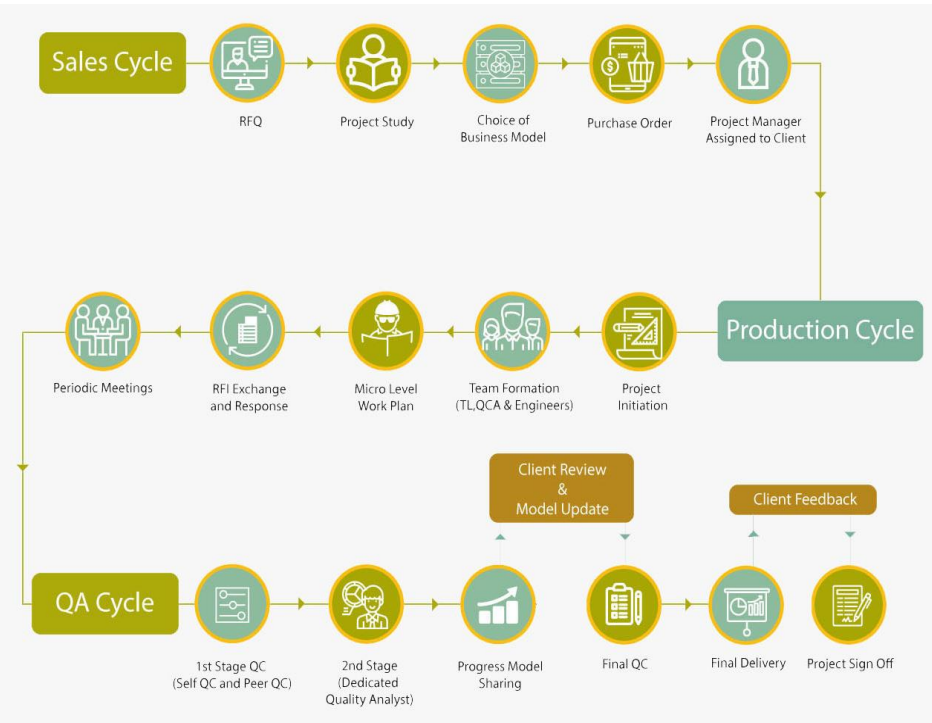 Sales Cycle
RFQ
Project Study
Choice of
Business Model
Purchase Order
Project Manager
Assigned to Client
Production Cycle
Project
Initiation
Team Formation
(TL,QCA & Engineers)
Micro Level
Work Plan
RFI Exchange
and Response
Periodic Meetings
QA Cycle
1st Stage QC
(Self QC and Peer QC)
2nd Stage
(Dedicated
Quality Analyst)
Progress Model
Sharing
Client Review
&
Model Update
Final QC
Final Delivery
Client Feedback
Project Sign Off